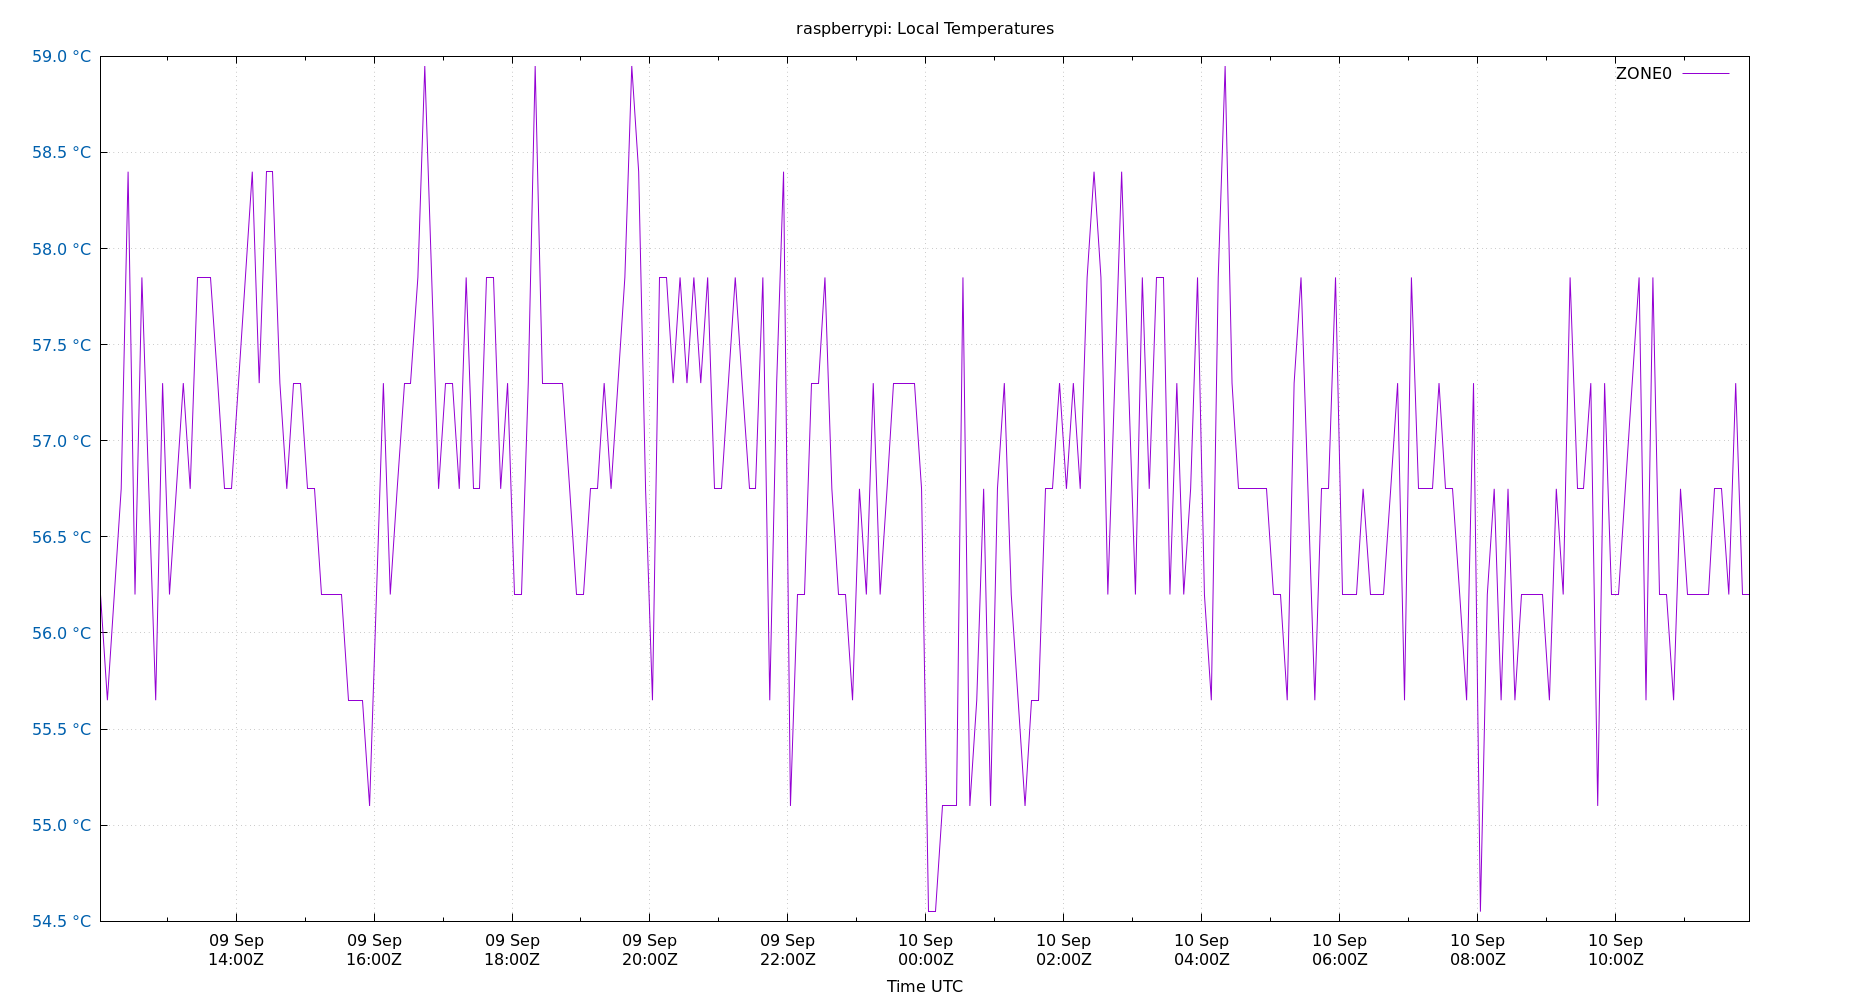 raspberrypi: Local Temperatures
59.0 °C
ZONE0
58.5 °C
58.0 °C
57.5 °C
57.0 °C
56.5 °C
56.0 °C
55.5 °C
55.0 °C
54.5 °C
09 Sep 09 Sep 09 Sep 09 Sep 09 Sep 10 Sep 10 Sep 10 Sep 10 Sep 10 Sep 10 Sep
14:00Z 16:00Z 18:00Z 20:00Z 22:00Z 00:00Z 02:00Z 04:00Z 06:00Z 08:00Z 10:00Z
Time UTC